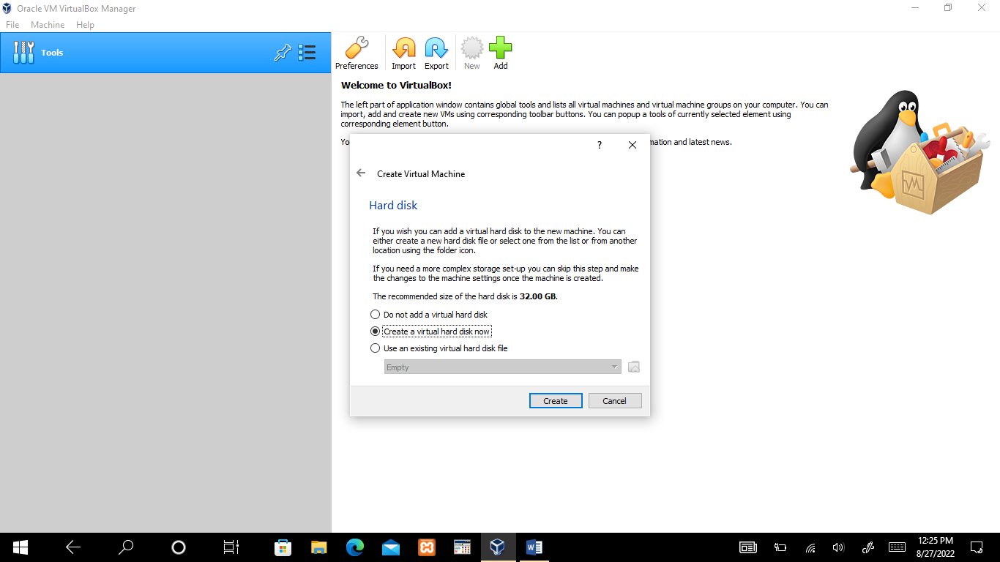 Oracle VM VirtualBox Manager
File Machine Help
Tools
Preferences Import Export New Add
Welcome to VirtualBox!
The left part of application window contains global tools and lists all virtual machines and virtual machine groups on your computer. You can
import, add and create new VMs using corresponding toolbar buttons. You can popup a tools of currently selected element using
corresponding element button.
Yo
mation and latest news.
?
Create Virtual Machine
Hard disk
If you wish you can add a virtual hard disk to the new machine. You can
either create a new hard disk file or select one from the list or from another
location using the folder icon.
If you need a more complex storage set-up you can skip this step and make
the changes to the machine settings once the machine is created.
The recommended size of the hard disk is 32.00 GB.
Do not add a virtual hard disk
Create a virtual hard disk now
Use an existing virtual hard disk file
Empty
Create Cancel
12:25 PM
8/27/2022